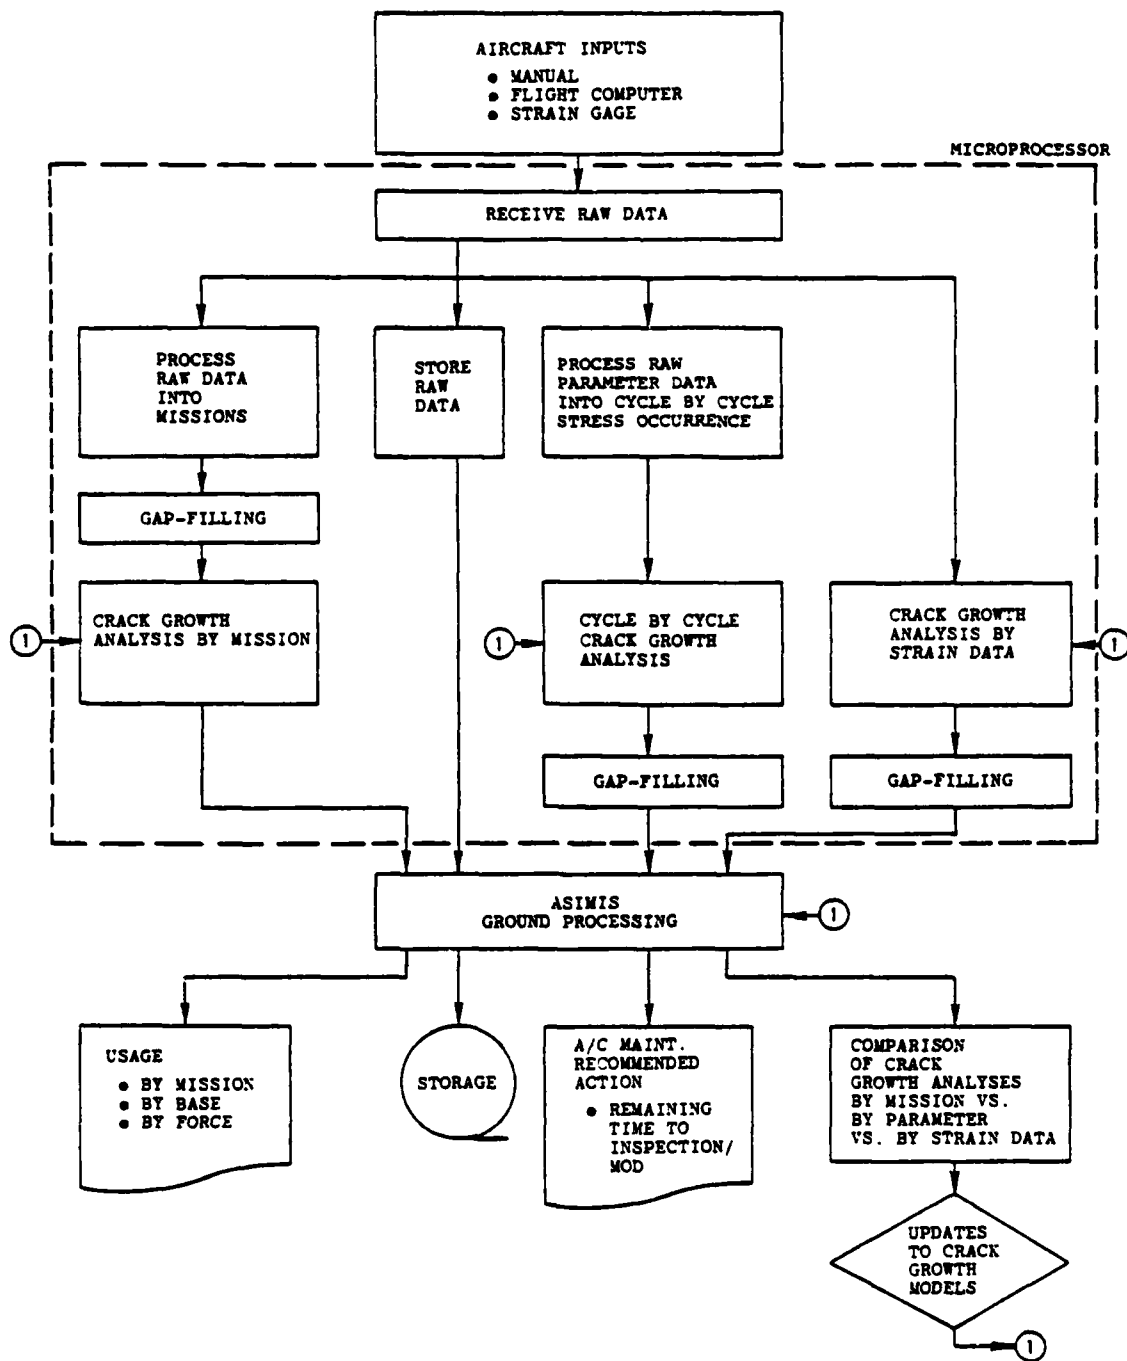 AIRCRAFT INPUTS
● MANUAL
● FLIGHT COMPUTER
● STRAIN GAGE
MICROPROCESSOR
RECEIVE RAW DATA
PROCESS
RAW DATA
INTO
MISSIONS
STORE
RAW
DATA
PROCESS RAW
PARAMETER DATA
INTO CYCLE BY CYCLE
STRESS OCCURRENCE
GAP-FILLING
1
CRACK GROWTH
ANALYSIS BY MISSION
1
CYCLE BY CYCLE
CRACK GROWTH
ANALYSIS
CRACK GROWTH
ANALYSIS BY
STRAIN DATA
1
GAP-FILLING
GAP-FILLING
ASIMIS
GROUND PROCESSING
1
USAGE
● BY MISSION
● BY BASE
● BY FORCE
STORAGE
A/C MAINT.
RECOMMENDED
ACTION
● REMAINING
TIME TO
INSPECTION/
MOD
COMPARISON
OF CRACK
GROWTH ANALYSES
BY MISSION VS.
BY PARAMETER
VS. BY STRAIN DATA
UPDATES
TO CRACK
GROWTH
MODELS
1